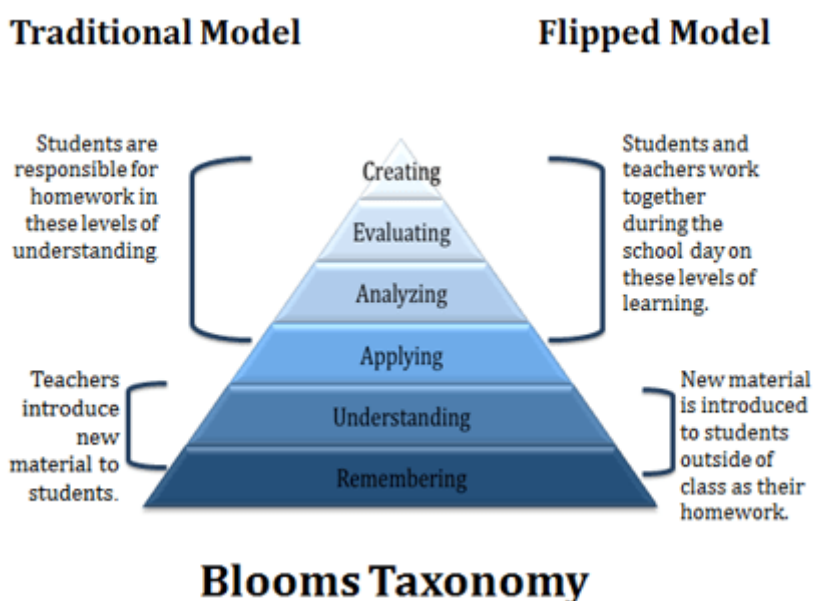 Traditional Model
Flipped Model
Students are
responsible for
homework in
these levels of
understanding
Creating
Evaluating
Analyzing
Applying
Understanding
Remembering
Students and
teachers work
together
during the
school day on
these levels of
learning.
Teachers
introduce
new
material to
students.
New material
is introduced
to students
outside of
class as their
homework.
Blooms Taxonomy